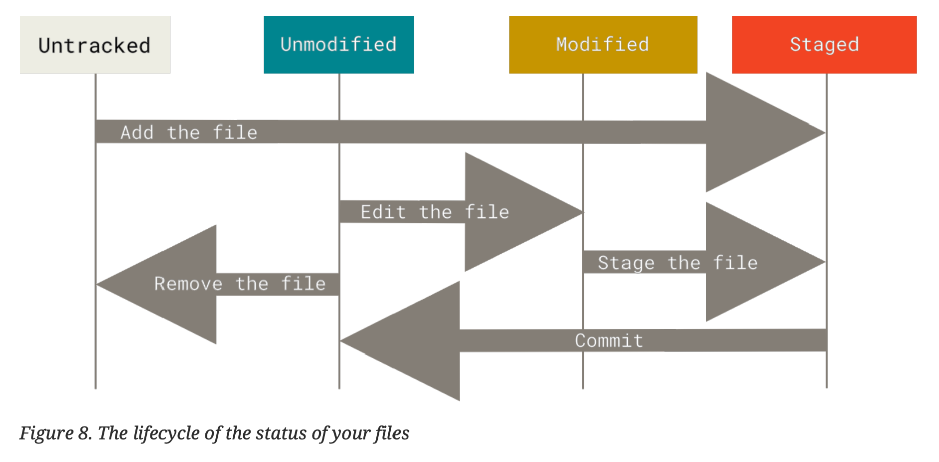 Untracked
Unmodified
Modified
Staged
Add the file
Edit the file
Stage the file
Remove the file
Commit
Figure 8. The lifecycle of the status of your files